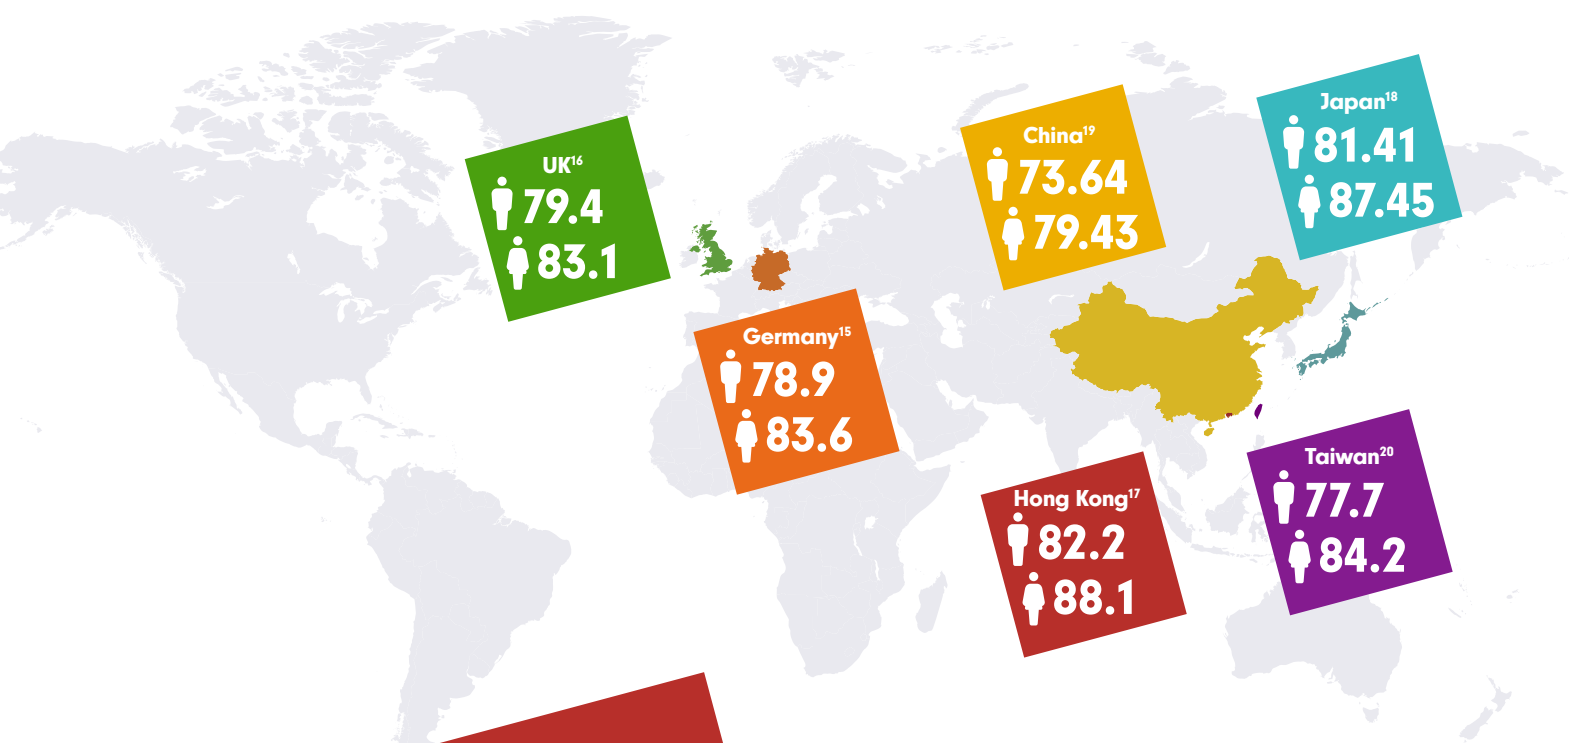 UK16
79.4
83.1
Germany15
78.9
83.6
China19
73.64
79.43
Japan18
81.41
87.45
Hong Kong17
82.2
88.1
Taiwan20
77.7
84.2